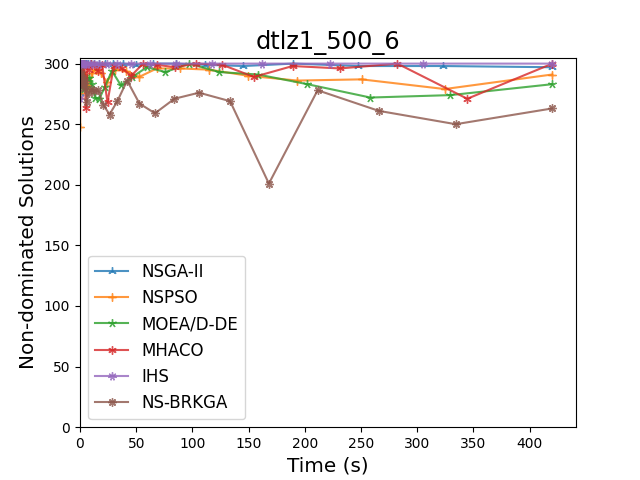 dtlz1_500_6
Non-dominated Solutions
300
250
200
150
100
50
0
NSGA-II
NSPSO
MOEA/D-DE
MHACO
IHS
NS-BRKGA
0 50 100 150 200 250 300 350 400
Time (s)